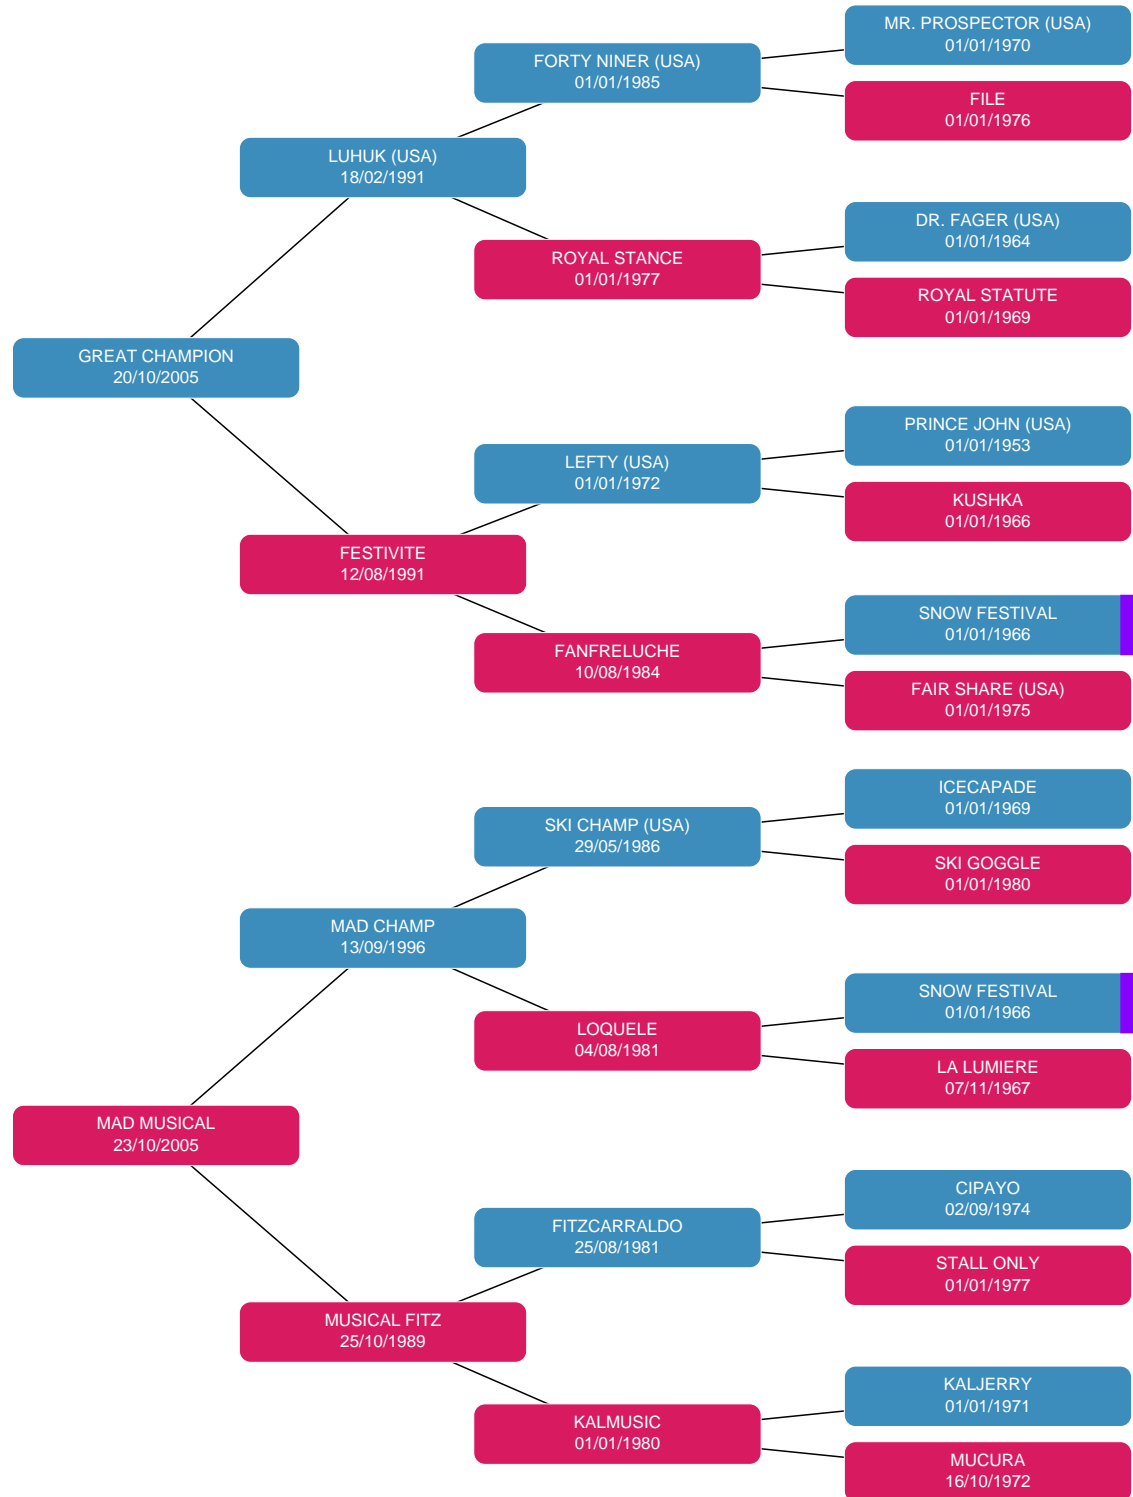 MR. PROSPECTOR (USA)
01/01/1970
FORTY NINER (USA)
01/01/1985
FILE
01/01/1976
LUHUK (USA)
18/02/1991
DR. FAGER (USA)
01/01/1964
ROYAL STANCE
01/01/1977
ROYAL STATUTE
01/01/1969
GREAT CHAMPION
20/10/2005
PRINCE JOHN (USA)
01/01/1953
LEFTY (USA)
01/01/1972
KUSHKA
01/01/1966
FESTIVITE
12/08/1991
SNOW FESTIVAL
01/01/1966
FANFRELUCHE
10/08/1984
FAIR SHARE (USA)
01/01/1975
ICECAPADE
01/01/1969
SKI CHAMP (USA)
29/05/1986
SKI GOGGLE
01/01/1980
MAD CHAMP
13/09/1996
SNOW FESTIVAL
01/01/1966
LOQUELE
04/08/1981
LA LUMIERE
07/11/1967
MAD MUSICAL
23/10/2005
CIPAYO
02/09/1974
FITZCARRALDO
25/08/1981
STALL ONLY
01/01/1977
MUSICAL FITZ
25/10/1989
KALJERRY
01/01/1971
KALMUSIC
01/01/1980
MUCURA
16/10/1972